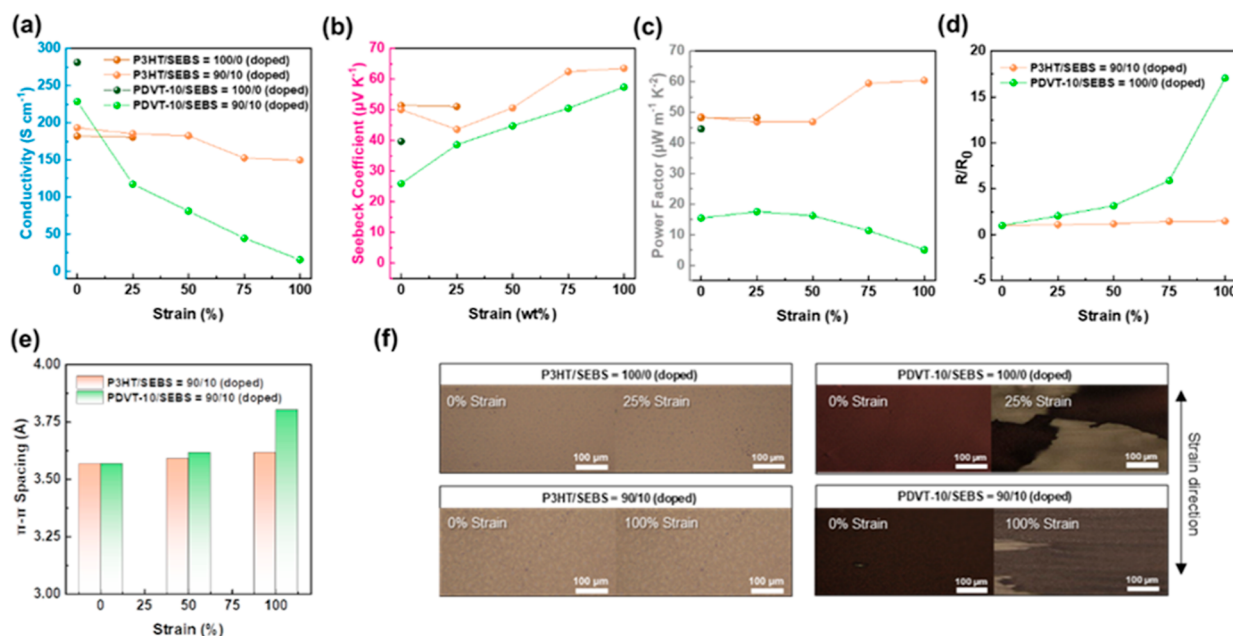 (a)
300
250
200
150
100
50
0
Conductivity (S cm⁻¹)
P3HT/SEBS = 100/0 (doped)
P3HT/SEBS = 90/10 (doped)
PDVT-10/SEBS = 100/0 (doped)
PDVT-10/SEBS = 90/10 (doped)
0 25 50 75 100
Strain (%)
(b)
70
60
50
40
30
20
10
0
Seebeck Coefficient (μV K⁻¹)
0 25 50 75 100
Strain (wt%)
(c)
50
60
50
40
30
20
10
0
Power Factor (μW m⁻¹ K⁻²)
0 25 50 75 100
Strain (%)
(d)
20
15
10
5
0
-5
R/R₀
P3HT/SEBS = 90/10 (doped)
PDVT-10/SEBS = 100/0 (doped)
0 25 50 75 100
Strain (%)
(e)
4.00
3.75
3.50
3.25
3.00
π-π Spacing (A)
P3HT/SEBS = 90/10 (doped)
PDVT-10/SEBS = 90/10 (doped)
0 25 50 75 100
Strain (%)
(f)
P3HT/SEBS = 100/0 (doped)
0% Strain 25% Strain
100 μm 100 μm
PDVT-10/SEBS = 100/0 (doped)
0% Strain 25% Strain
100 μm 100 μm
P3HT/SEBS = 90/10 (doped)
0% Strain 100% Strain
100 μm 100 μm
PDVT-10/SEBS = 90/10 (doped)
0% Strain 100% Strain
100 μm 100 μm
Strain direction